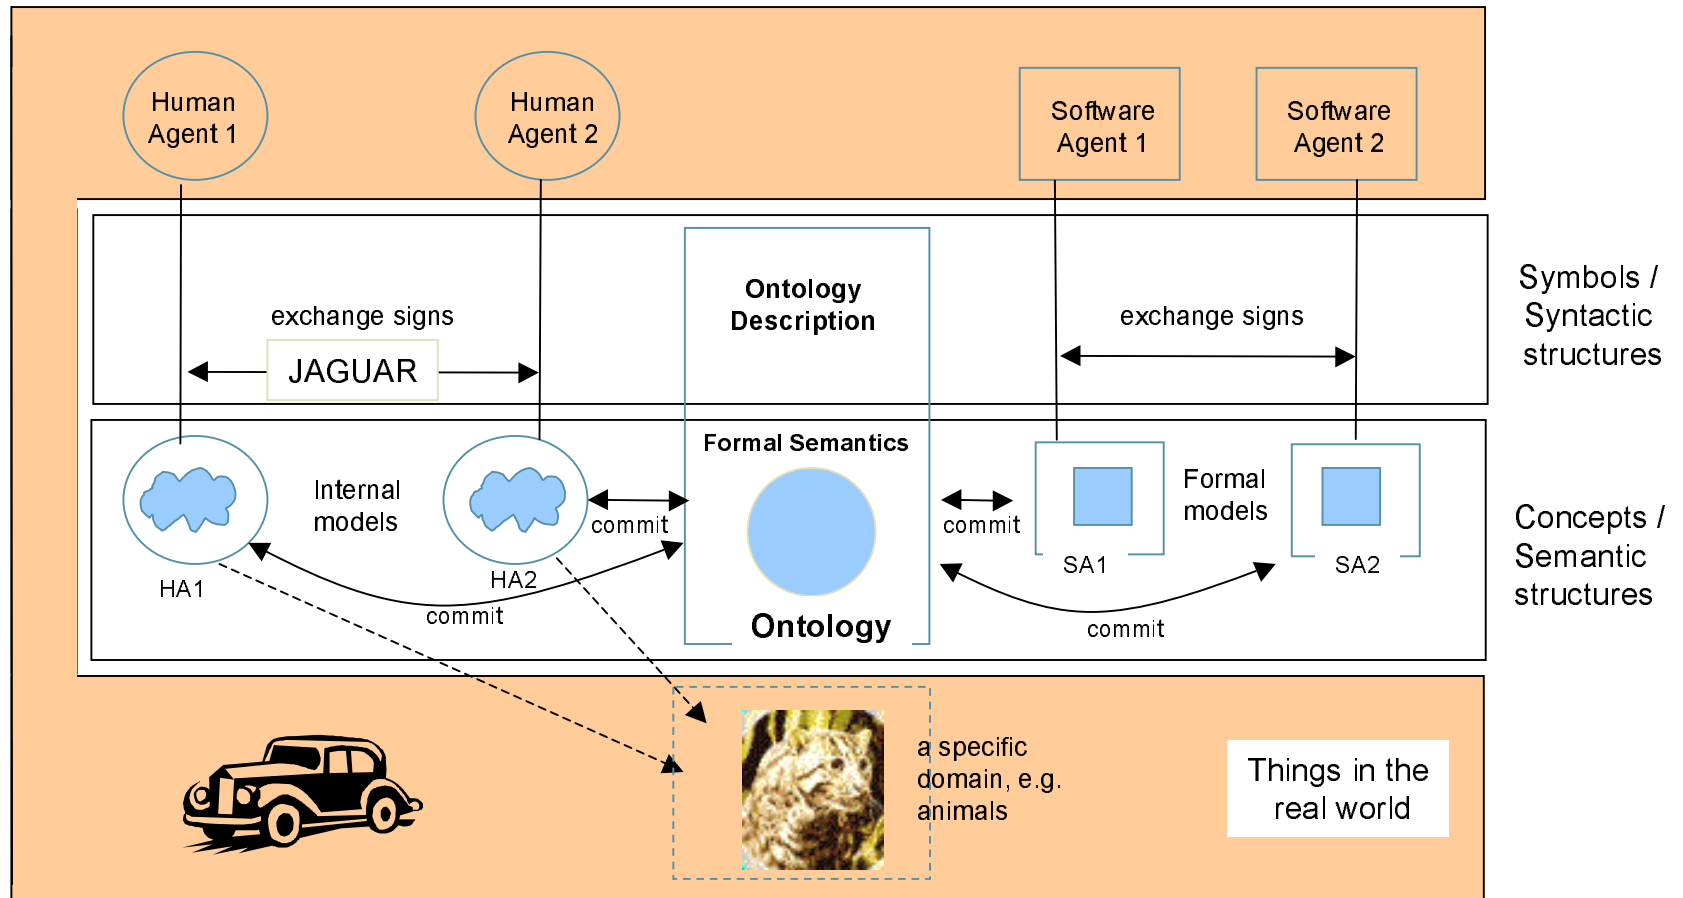 Human
Agent 1
Human
Agent 2
Software
Agent 1
Software
Agent 2
Ontology
Description
exchange signs
JAGUAR
exchange signs
Symbols /
Syntactic
structures
Formal Semantics
Internal
models
commit
commit
Formal
models
HA1
HA2
SA1
SA2
commit
commit
Ontology
Concepts /
Semantic
structures
a specific
domain, e.g.
animals
Things in the
real world